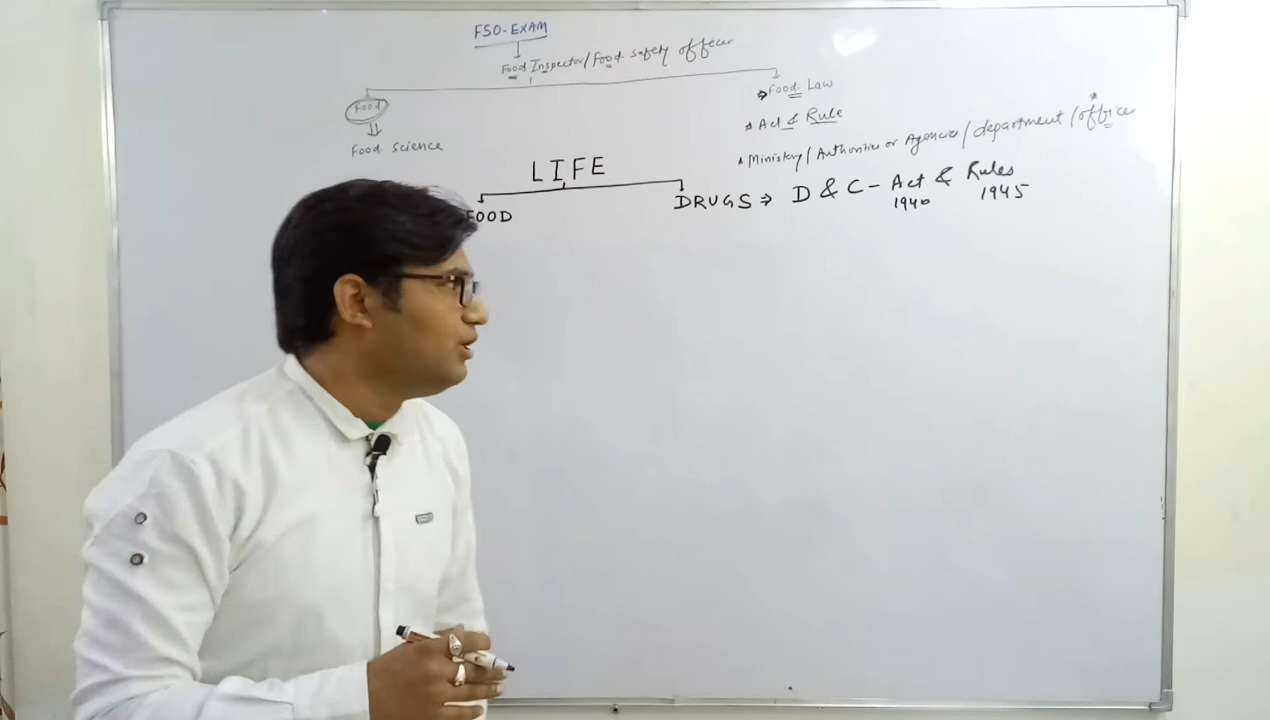 FSO-EXAM
Food Inspector/Food safety officer
Food
Food Law
Act & Rule
Food Science
Ministry/Authorities or Agencies/department/officer
LIFE
FOOD
DRUGS ⇒ D & C - Act & Rules
1940 1945